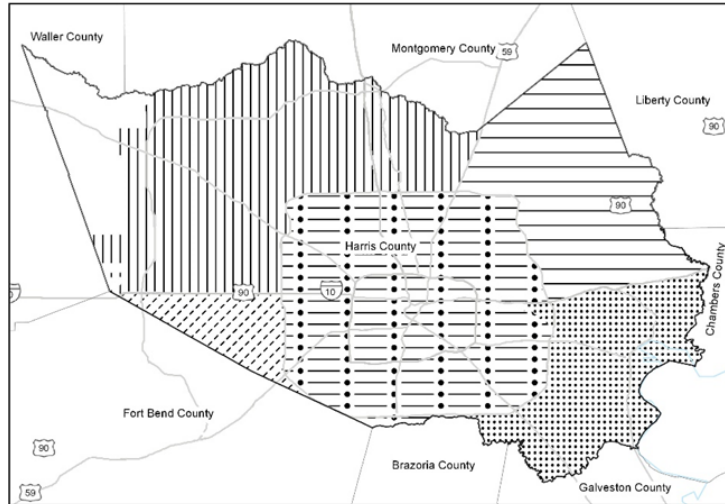 Waller County
Montgomery County
59
Liberty County
90
90
Harris County
Chambers County
90
10
Fort Bend County
90
Brazoria County
59
Galveston County